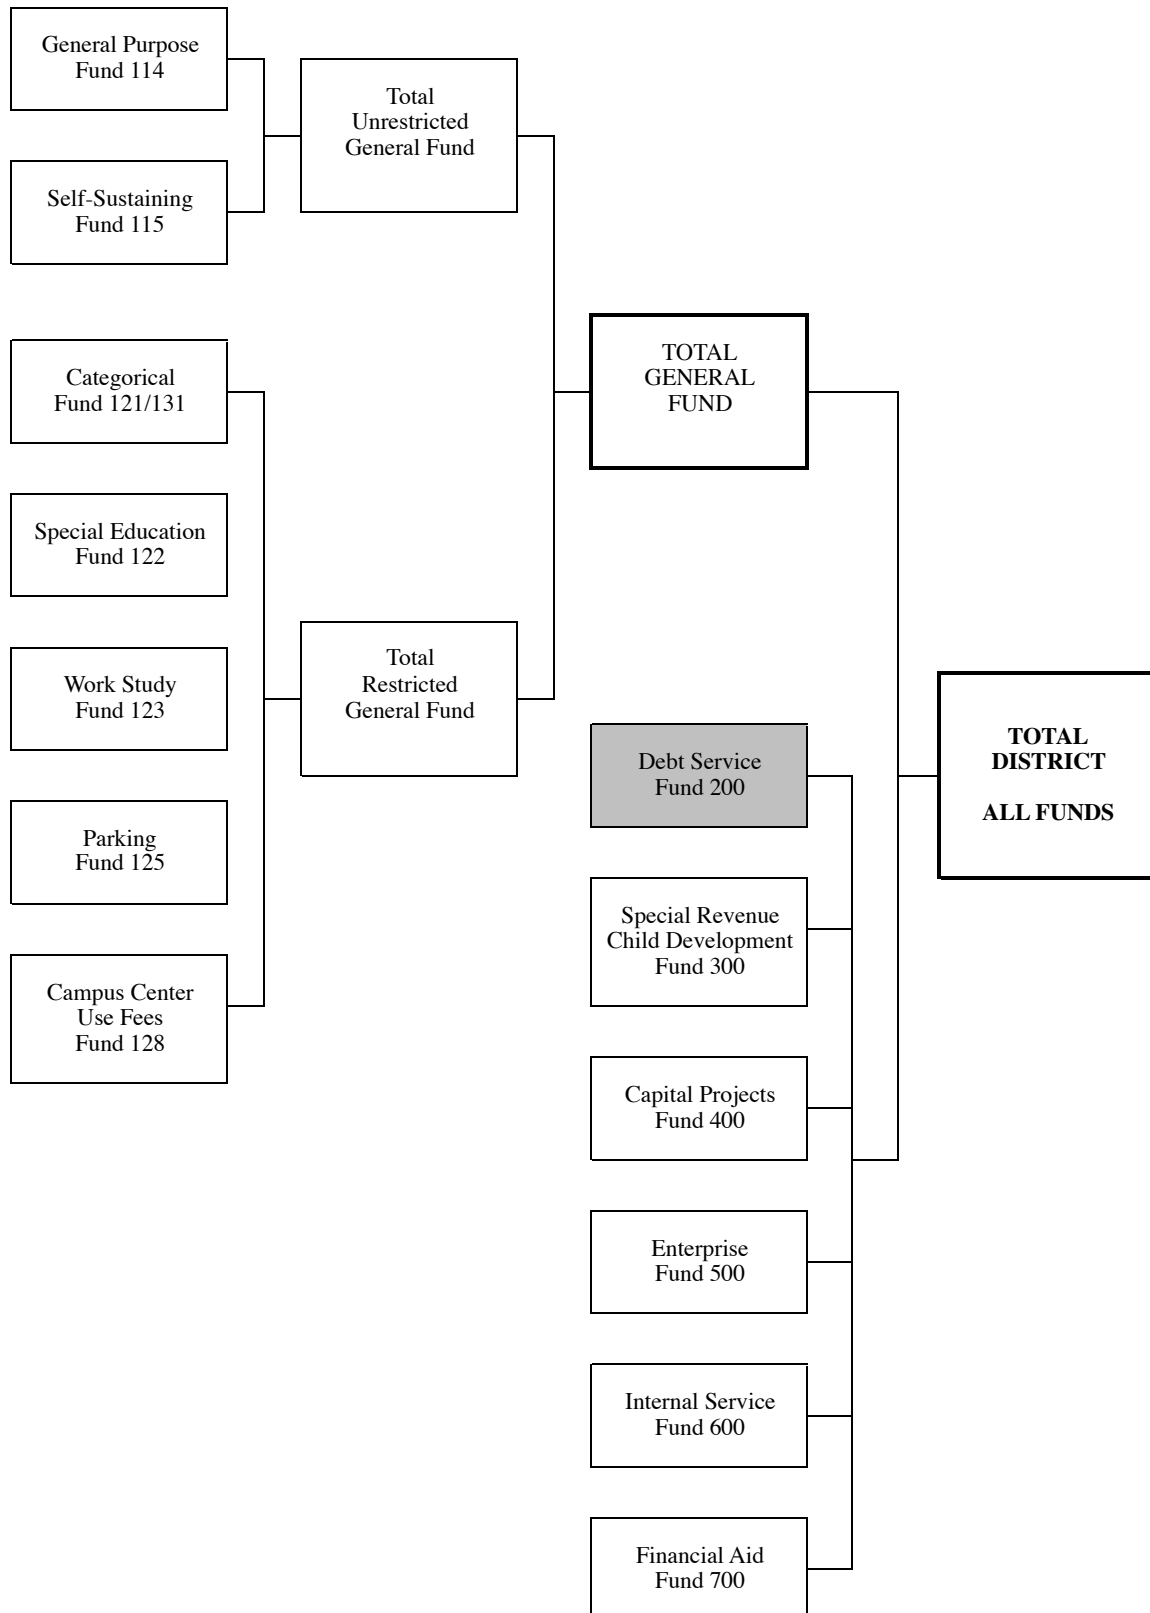 General Purpose
Fund 114
Self-Sustaining
Fund 115
Categorical
Fund 121/131
Special Education
Fund 122
Work Study
Fund 123
Parking
Fund 125
Campus Center
Use Fees
Fund 128
Total
Unrestricted
General Fund
Total
Restricted
General Fund
TOTAL
GENERAL
FUND
Debt Service
Fund 200
Special Revenue
Child Development
Fund 300
Capital Projects
Fund 400
Enterprise
Fund 500
Internal Service
Fund 600
Financial Aid
Fund 700
TOTAL
DISTRICT
ALL FUNDS